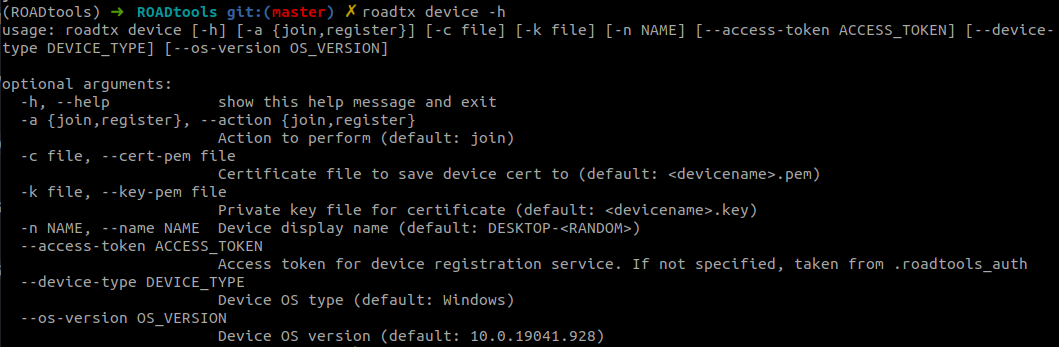 (ROADtools) ➜ ROADtools git:(master) ✗ roadtx device -h
usage: roadtx device [-h] [-a {join,register}] [-c file] [-k file] [-n NAME] [--access-token ACCESS_TOKEN] [--device-
type DEVICE_TYPE] [--os-version OS_VERSION]
optional arguments:
-h, --help show this help message and exit
-a {join,register}, --action {join,register}
Action to perform (default: join)
-c file, --cert-pem file
Certificate file to save device cert to (default: <devicename>.pem)
-k file, --key-pem file
Private key file for certificate (default: <devicename>.key)
-n NAME, --name NAME Device display name (default: DESKTOP-<RANDOM>)
--access-token ACCESS_TOKEN
Access token for device registration service. If not specified, taken from .roadtools_auth
--device-type DEVICE_TYPE
Device OS type (default: Windows)
--os-version OS_VERSION
Device OS version (default: 10.0.19041.928)